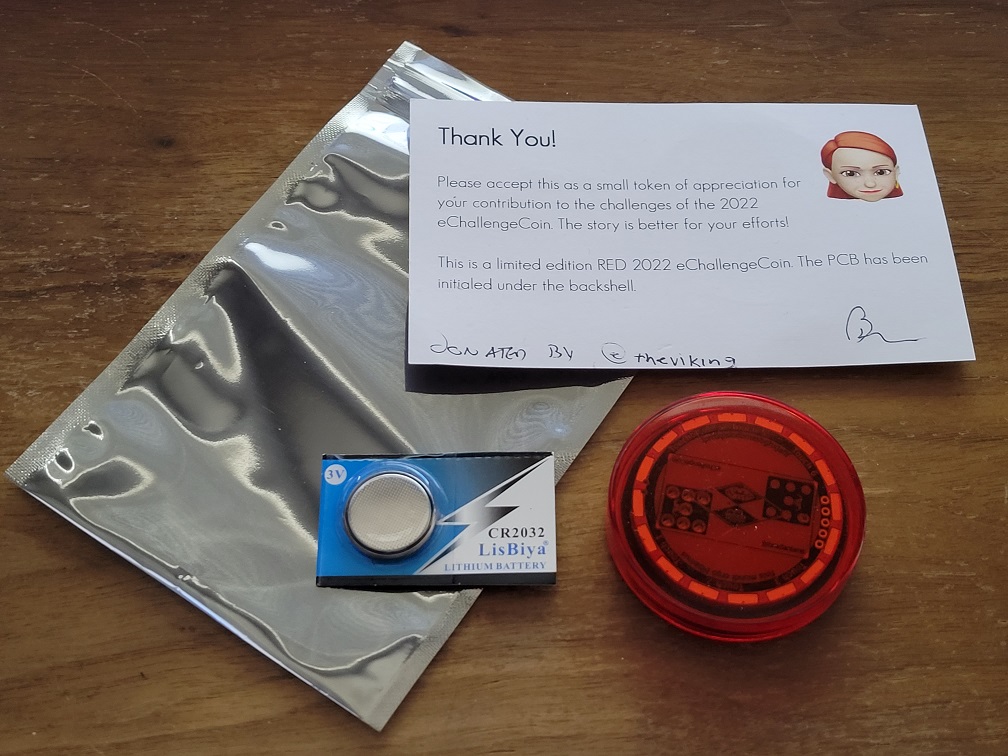 Thank You!
Please accept this as a small token of appreciation for
your contribution to the challenges of the 2022
eChallengeCoin. The story is better for your efforts!
This is a limited edition RED 2022 eChallengeCoin. The PCB has been
initialed under the backshell.
DONATED BY @theviking
3V
CR2032
LisBiya
LITHIUM BATTERY